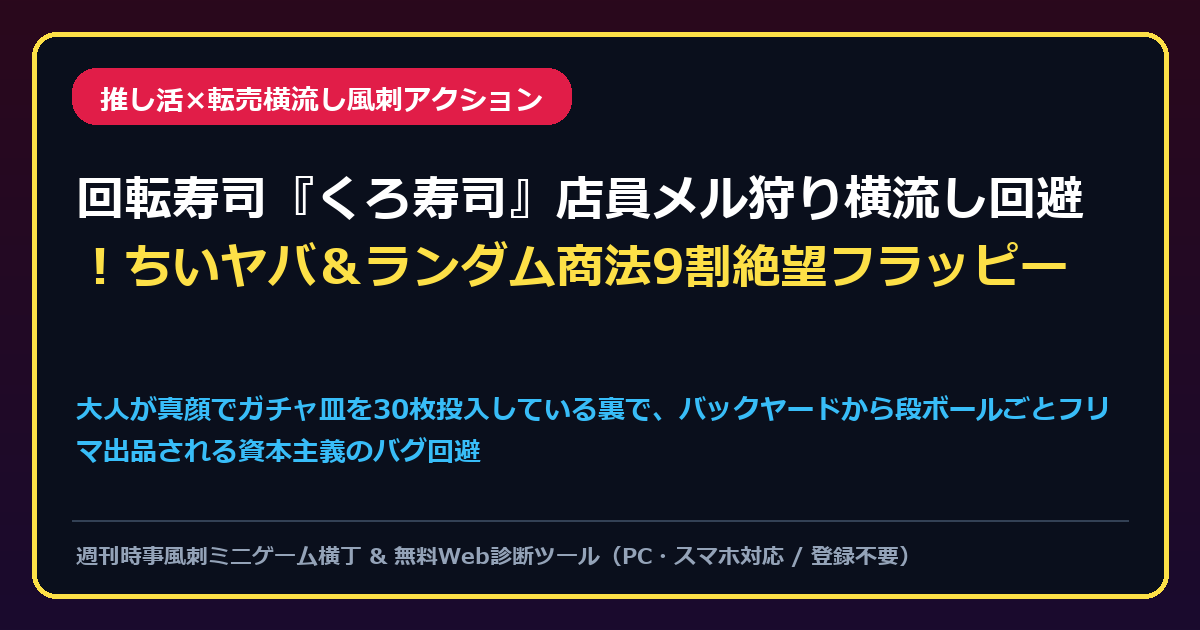 推し活×転売横流し風刺アクション
回転寿司『くろ寿司』店員メル狩り横流し回避
！ちいヤバ＆ランダム商法9割絶望フラッピー
大人が真顔でガチャ皿を30枚投入している裏で、バックヤードから段ボールごとフリ
マ出品される資本主義のバグ回避
週刊時事風刺ミニゲーム横丁 & 無料Web診断ツール（PC・スマホ対応 / 登録不要）